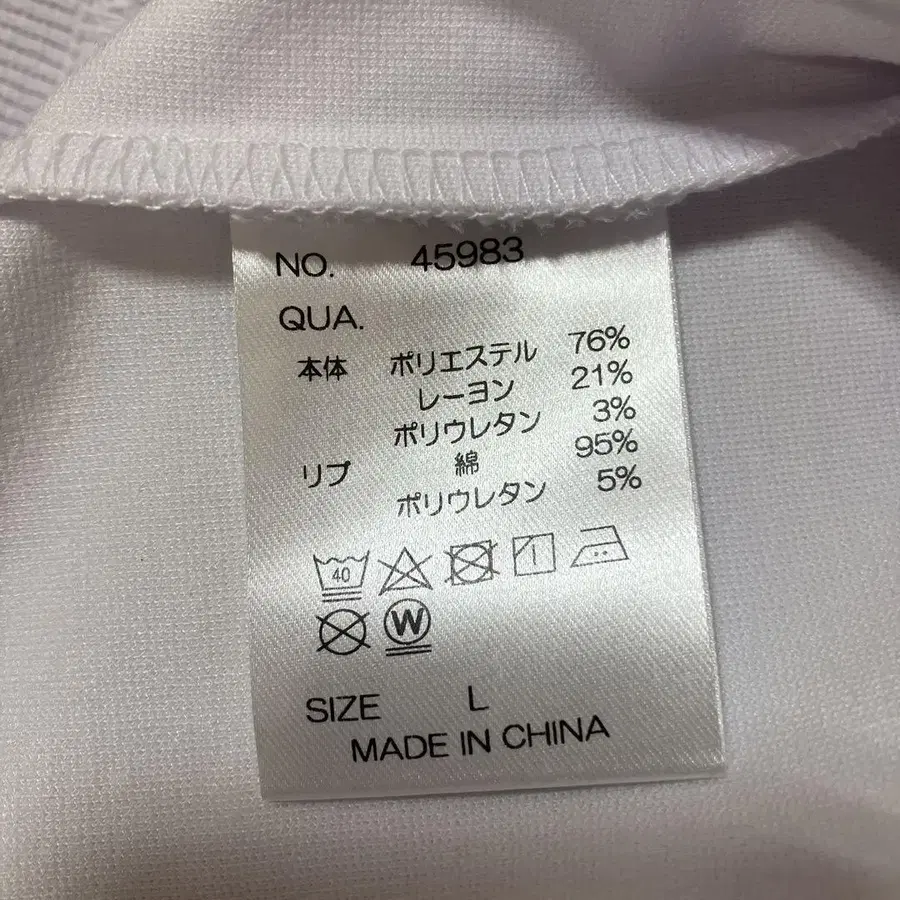 NO. 45983
QUA.
本体 ポリエステル 76%
レーヨン 21%
ポリウレタン 3%
リブ 綿 95%
ポリウレタン 5%
40
W
SIZE L
MADE IN CHINA